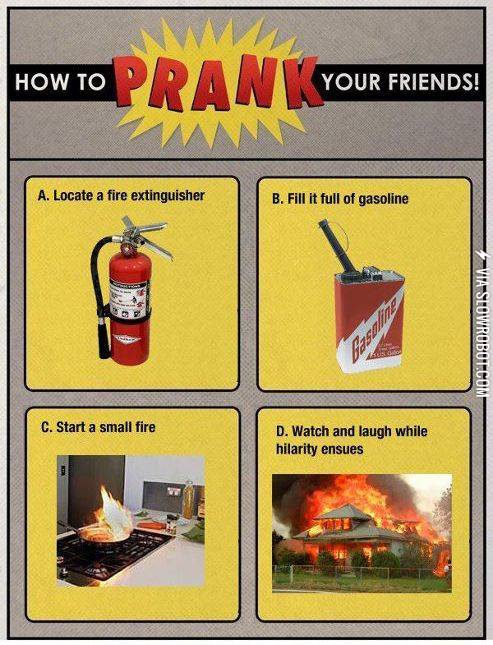 HOW TO PRANK YOUR FRIENDS!
A. Locate a fire extinguisher
B. Fill it full of gasoline
Gasoline
C. Start a small fire
D. Watch and laugh while
hilarity ensues
VIA SLOWROBOT.COM